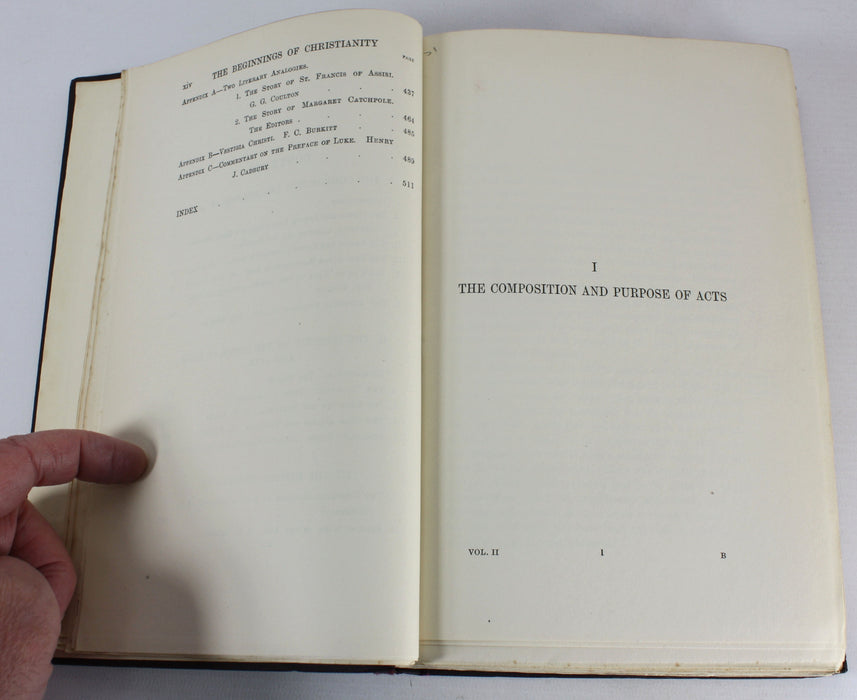 xiv THE BEGINNINGS OF CHRISTIANITY
PAGE
APPENDIX A—TWO LITERARY ANALOGIES.
1. THE STORY OF ST. FRANCIS OF ASSISI.
G. G. COULTON . . . 437
2. THE STORY OF MARGARET CATCHPOLE.
THE EDITORS . . . . 464
APPENDIX B—VESTIGIA CHRISTI. F. C. BURKITT . . 485
APPENDIX C—COMMENTARY ON THE PREFACE OF LUKE. HENRY
J. CADBURY . . . . 489
INDEX . . . . . . . 511
I
THE COMPOSITION AND PURPOSE OF ACTS
VOL. II 1 B